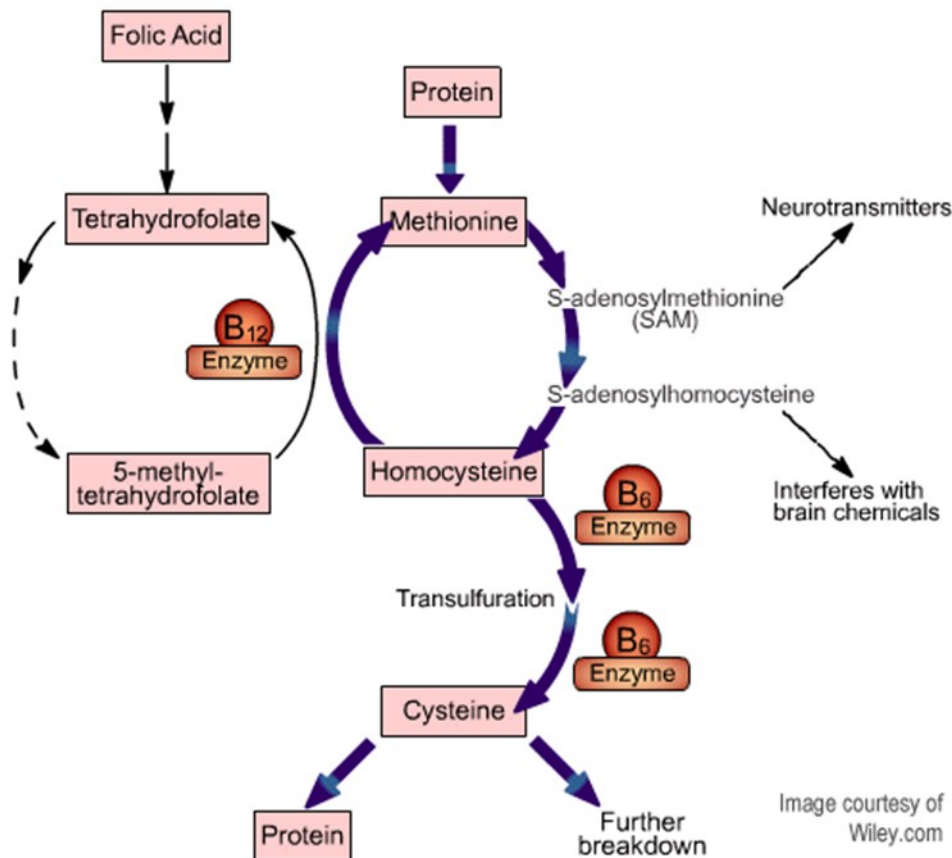 Folic Acid
Protein
Tetrahydrofolate
Methionine
Neurotransmitters
S-adenosylmethionine
(SAM)
B12
Enzyme
S-adenosylhomocysteine
5-methyl-
tetrahydrofolate
Homocysteine
B6
Enzyme
Interferes with
brain chemicals
Transulfuration
B6
Enzyme
Cysteine
Protein
Further
breakdown
Image courtesy of
Wiley.com